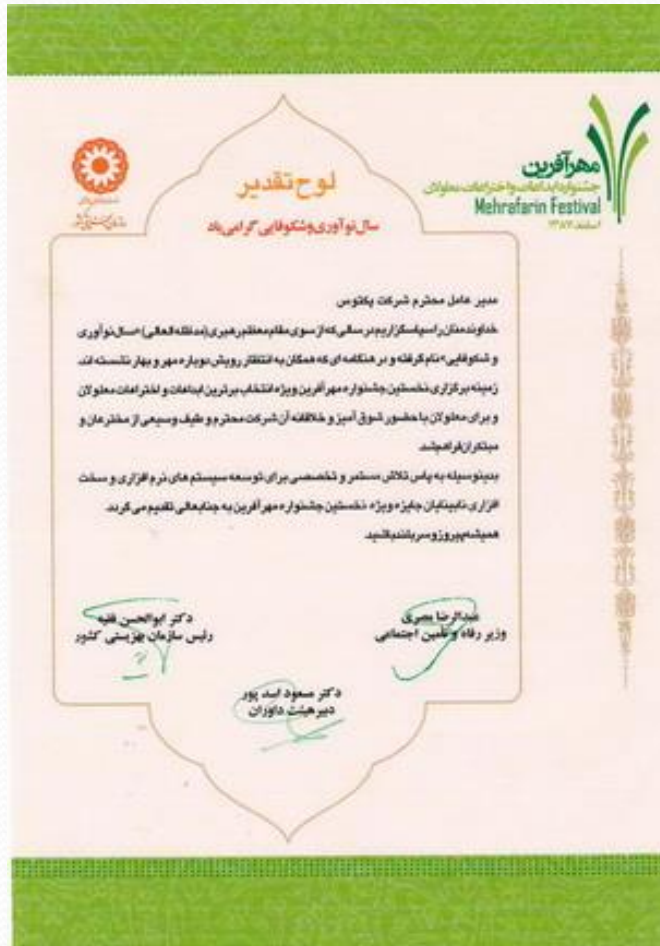 مهرآفرین
جشنواره ابداعات و اختراعات معلولان
Mehrafarin Festival
اسفند ۱۳۸۷
لوح تقدیر
سال نوآوری و شکوفایی گرامی باد
مدیر عامل محترم شرکت پکتوس
خداوند منان را سپاسگزاریم در سالی که از سوی مقام معظم رهبری (مدظله العالی) «سال نوآوری
و شکوفایی» نام گرفته و در هنگامه ای که همگان به انتظار رویش دوباره مهر و بهار نشسته اند
زمینه برگزاری نخستین جشنواره مهرآفرین ویژه انتخاب برترین ابداعات و اختراعات معلولان
و برای معلولان با حضور شوق آمیز و خلاقانه آن شرکت محترم و طیف وسیعی از مخترعان و
مبتکران فراهم شد.
بدینوسیله به پاس تلاش مستمر و تخصصی برای توسعه سیستم های نرم افزاری و سخت
افزاری نابینایان جایزه ویژه نخستین جشنواره مهرآفرین به جنابعالی تقدیم می گردد.
همیشه پیروز و سربلند باشید.
عبدالرضا مصری
وزیر رفاه و تامین اجتماعی
دکتر ابوالحسن فقیه
رئیس سازمان بهزیستی کشور
دکتر مسعود اسد پور
دبیر هیئت داوران